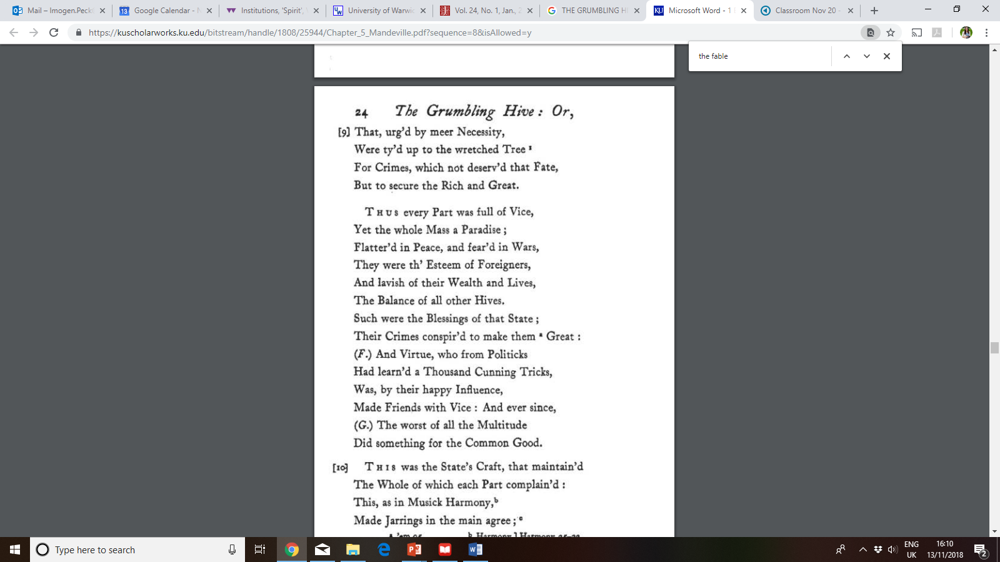 Mail – Imogen.Peck
Google Calendar - N
Institutions, 'Spirit',
University of Warwic
Vol. 24, No. 1, Jan., 2
THE GRUMBLING H
Microsoft Word - 1
Classroom Nov 20 -
https://kuscholarworks.ku.edu/bitstream/handle/1808/25944/Chapter_5_Mandeville.pdf?sequence=8&isAllowed=y
the fable
24 The Grumbling Hive : Or,
[9] That, urg'd by meer Necessity,
Were ty'd up to the wretched Tree ¹
For Crimes, which not deserv'd that Fate,
But to secure the Rich and Great.
THUS every Part was full of Vice,
Yet the whole Mass a Paradise ;
Flatter'd in Peace, and fear'd in Wars,
They were th' Esteem of Foreigners,
And lavish of their Wealth and Lives,
The Balance of all other Hives.
Such were the Blessings of that State ;
Their Crimes conspir'd to make them ª Great :
(F.) And Virtue, who from Politicks
Had learn'd a Thousand Cunning Tricks,
Was, by their happy Influence,
Made Friends with Vice : And ever since,
(G.) The worst of all the Multitude
Did something for the Common Good.
[10] THIS was the State's Craft, that maintain'd
The Whole of which each Part complain'd :
This, as in Musick Harmony,ᵇ
Made Jarrings in the main agree ; ᶜ
Type here to search
ENG
UK
16:10
13/11/2018
2